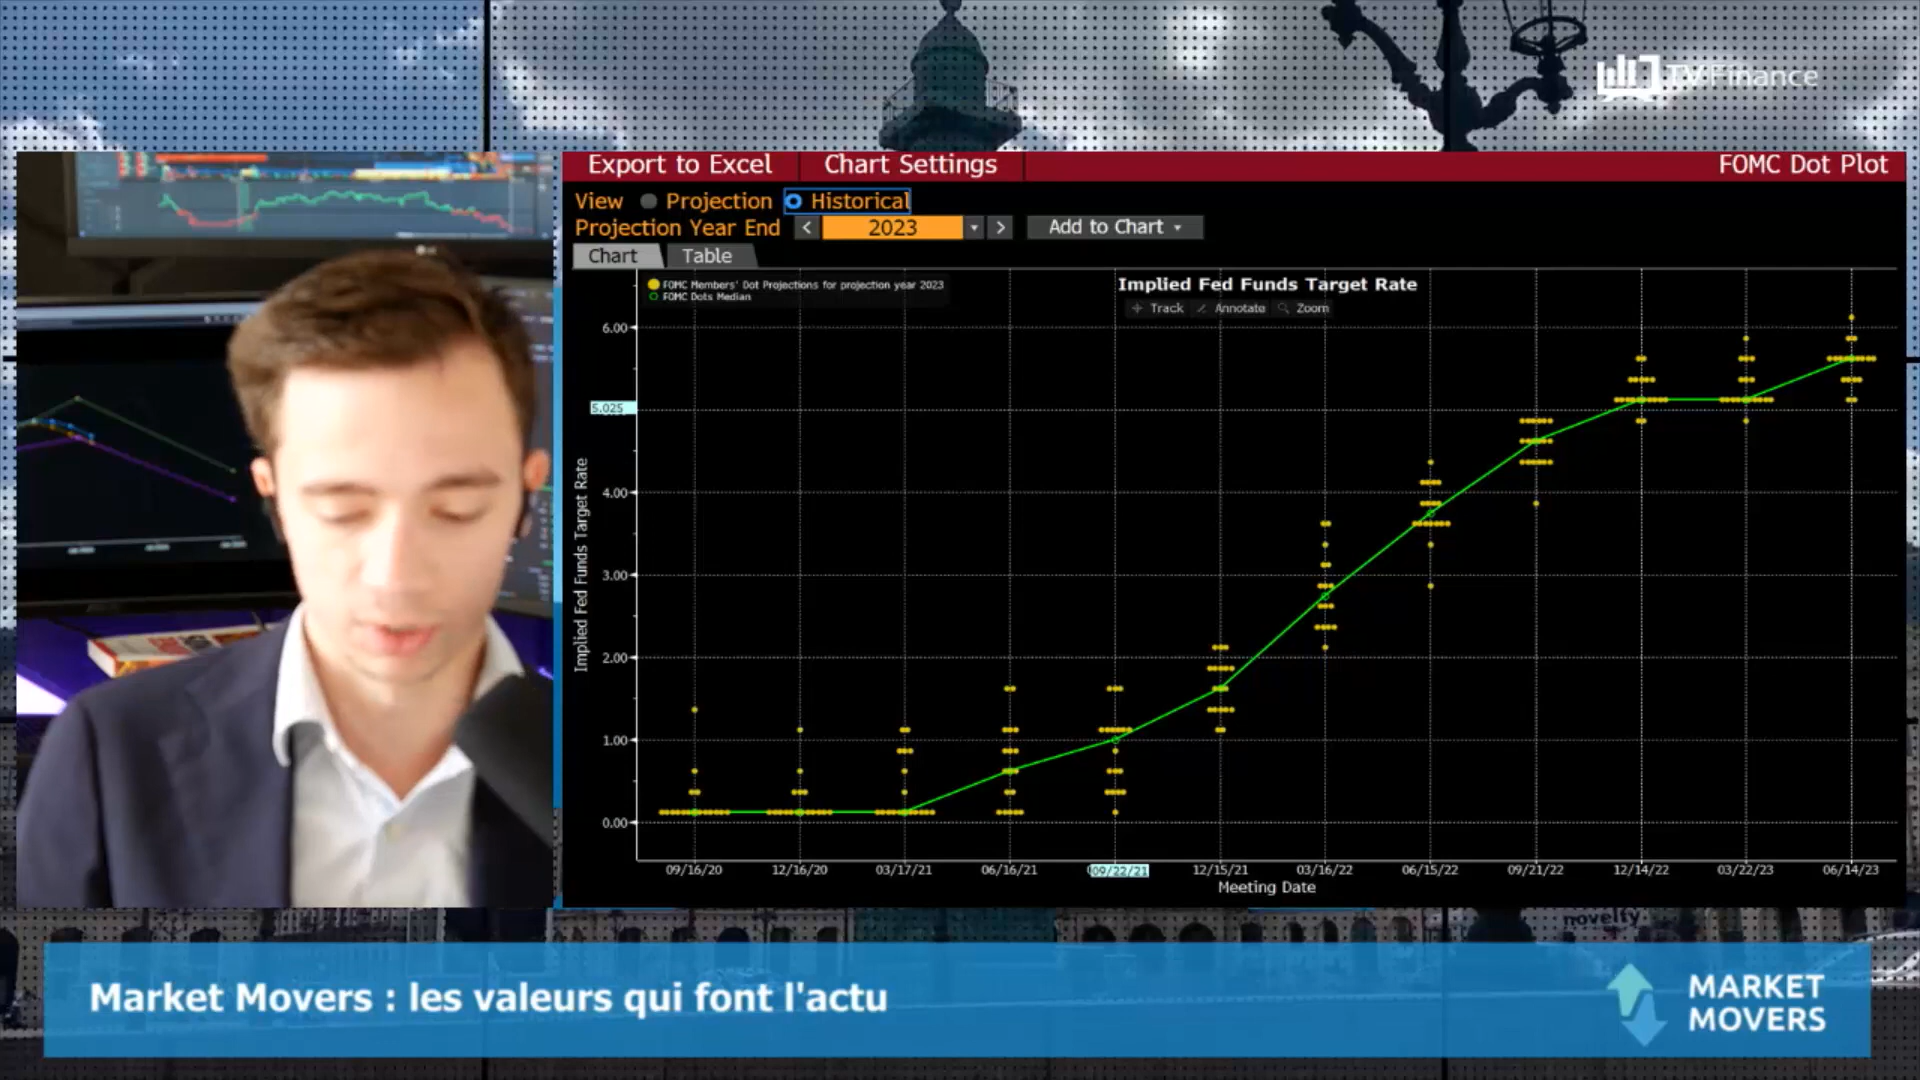 TVFinance
Export to Excel
Chart Settings
FOMC Dot Plot
View
Projection
Historical
Projection Year End
<
2023
>
Add to Chart
Chart
Table
FOMC Members' Dot Projections for projection year 2023
FOMC Dots Median
Implied Fed Funds Target Rate
Track
Annotate
Zoom
6.00
5.025
4.00
3.00
2.00
1.00
0.00
Implied Fed Funds Target Rate
09/16/20
12/16/20
03/17/21
06/16/21
09/22/21
12/15/21
03/16/22
06/15/22
09/21/22
12/14/22
03/22/23
06/14/23
Meeting Date
novelty
Market Movers : les valeurs qui font l'actu
MARKET
MOVERS